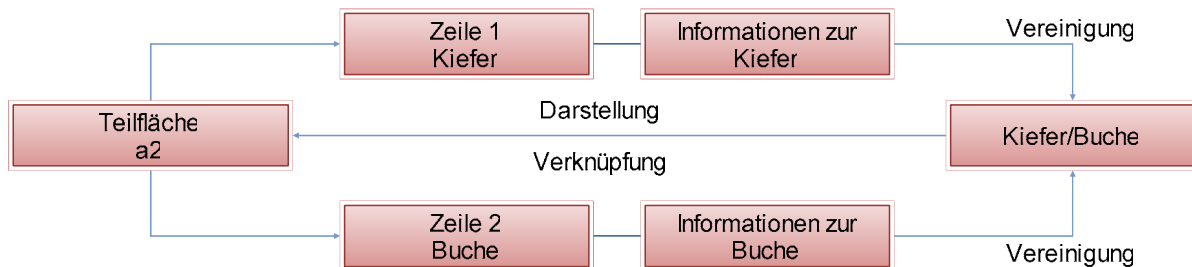 Zeile 1
Kiefer
Informationen zur
Kiefer
Vereinigung
Teilfläche
a2
Darstellung
Verknüpfung
Kiefer/Buche
Zeile 2
Buche
Informationen zur
Buche
Vereinigung